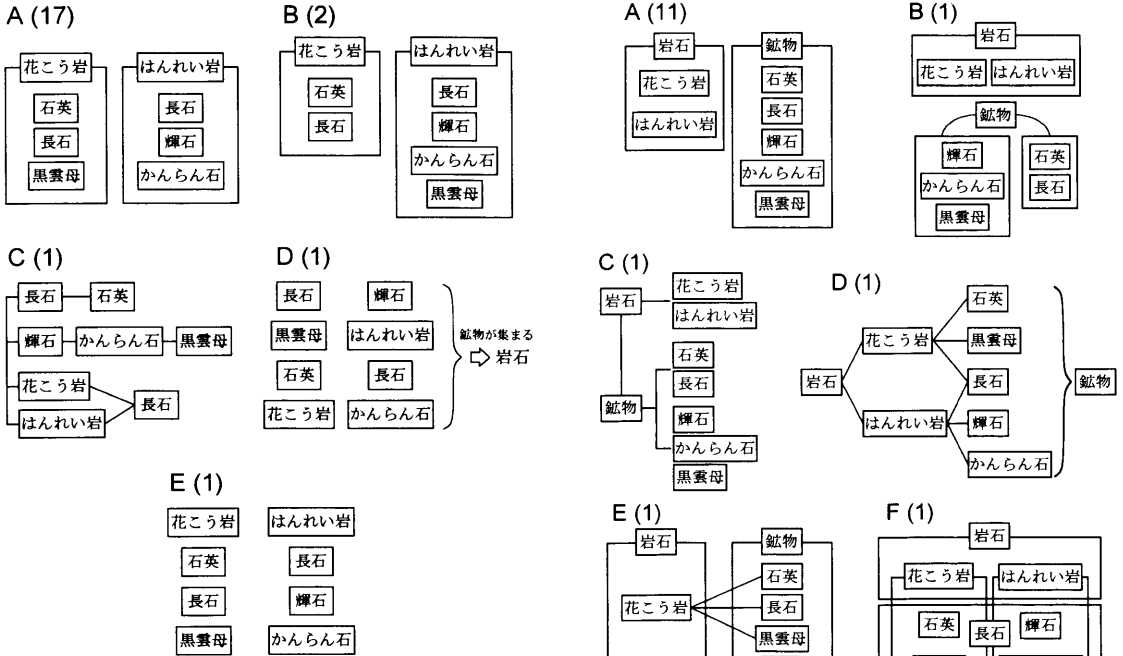 A (17)
花こう岩
石英
長石
黒雲母
はんれい岩
長石
輝石
かんらん石
B (2)
花こう岩
石英
長石
はんれい岩
長石
輝石
かんらん石
黒雲母
C (1)
長石 石英
輝石 かんらん石 黒雲母
花こう岩
はんれい岩
長石
D (1)
長石 輝石
黒雲母 はんれい岩
石英 長石
花こう岩 かんらん石
鉱物が集まる
⇨ 岩石
E (1)
花こう岩 はんれい岩
石英 長石
長石 輝石
黒雲母 かんらん石
A (11)
岩石
花こう岩
はんれい岩
鉱物
石英
長石
輝石
かんらん石
黒雲母
B (1)
岩石
花こう岩 はんれい岩
鉱物
輝石
かんらん石
黒雲母
石英
長石
C (1)
岩石
花こう岩
はんれい岩
鉱物
石英
長石
輝石
かんらん石
黒雲母
D (1)
岩石
花こう岩
はんれい岩
石英
黒雲母
長石
輝石
かんらん石
鉱物
E (1)
岩石
花こう岩
鉱物
石英
長石
黒雲母
F (1)
岩石
花こう岩 はんれい岩
石英 長石 輝石